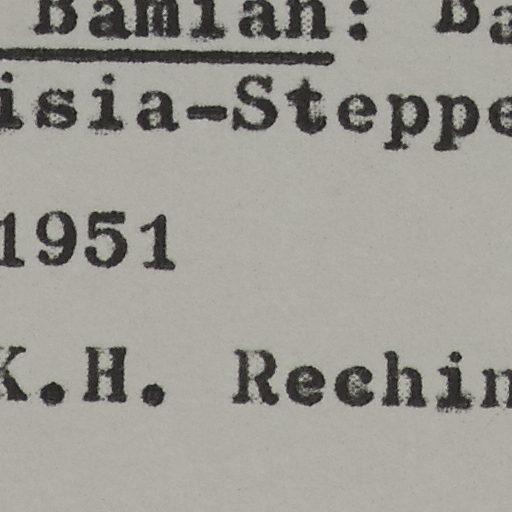 Bamian: Ba
isia-Steppe
1951
K.H. Rechin